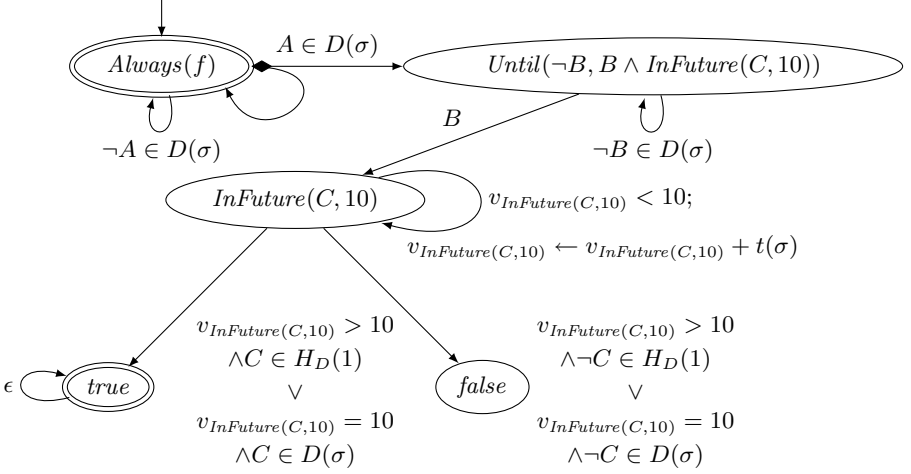 A ∈ D(σ)
Always(f)
Until(¬B, B ∧ InFuture(C, 10))
B
¬A ∈ D(σ)
¬B ∈ D(σ)
InFuture(C, 10)
v_{InFuture(C,10)} < 10;
v_{InFuture(C,10)} ← v_{InFuture(C,10)} + t(σ)
v_{InFuture(C,10)} > 10
∧C ∈ H_D(1)
∨
v_{InFuture(C,10)} = 10
∧C ∈ D(σ)
v_{InFuture(C,10)} > 10
∧¬C ∈ H_D(1)
∨
v_{InFuture(C,10)} = 10
∧¬C ∈ D(σ)
ϵ
true
false